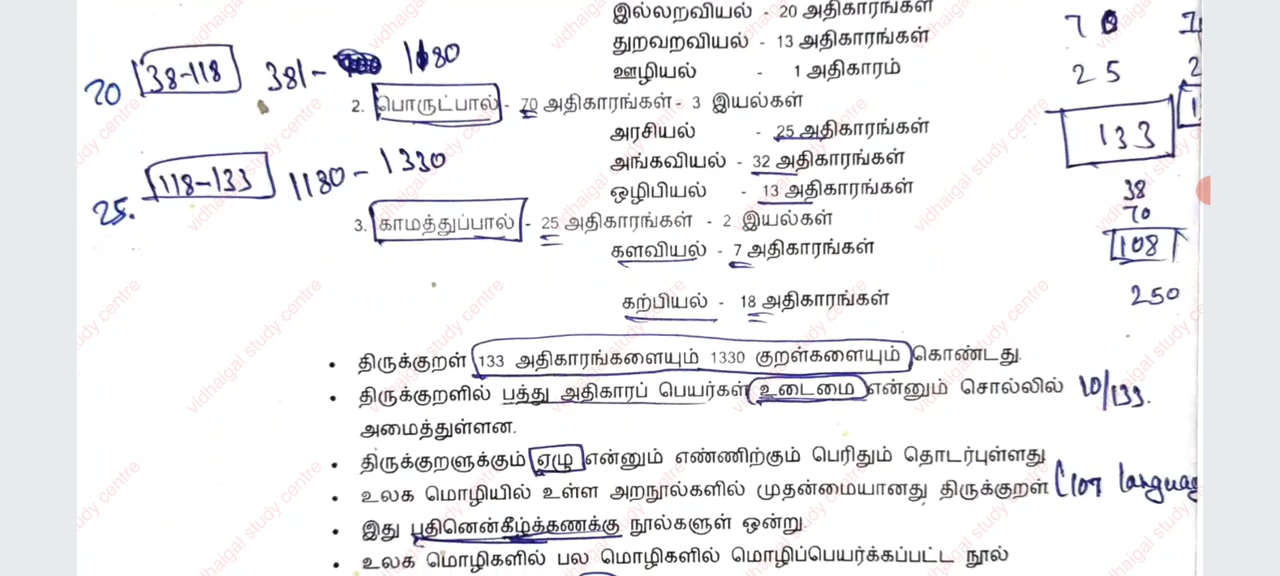 இல்லறவியல் - 20 அதிகாரங்கள்
துறவறவியல் - 13 அதிகாரங்கள் 70
ஊழியல் - 1 அதிகாரம் 25
20 38-118 381- 1180
2. பொருட்பால் - 70 அதிகாரங்கள் - 3 இயல்கள்
அரசியல் - 25 அதிகாரங்கள் 133
அங்கவியல் - 32 அதிகாரங்கள்
25. 118-133 1180 - 1330
ஒழிபியல் - 13 அதிகாரங்கள் 38
70
3. காமத்துப்பால் - 25 அதிகாரங்கள் - 2 இயல்கள்
களவியல் - 7 அதிகாரங்கள் 108
கற்பியல் - 18 அதிகாரங்கள் 250
• திருக்குறள் 133 அதிகாரங்களையும் 1330 குறள்களையும் கொண்டது.
• திருக்குறளில் பத்து அதிகாரப் பெயர்கள் உடைமை என்னும் சொல்லில் 10/133.
அமைத்துள்ளன.
• திருக்குறளுக்கும் ஏழு என்னும் எண்ணிற்கும் பெரிதும் தொடர்புள்ளது
• உலக மொழியில் உள்ள அறநூல்களில் முதன்மையானது திருக்குறள் (107 languag
• இது பதினென்கீழ்க்கணக்கு நூல்களுள் ஒன்று.
• உலக மொழிகளில் பல மொழிகளில் மொழிப்பெயர்க்கப்பட்ட நூல்
vidhaigal study centre